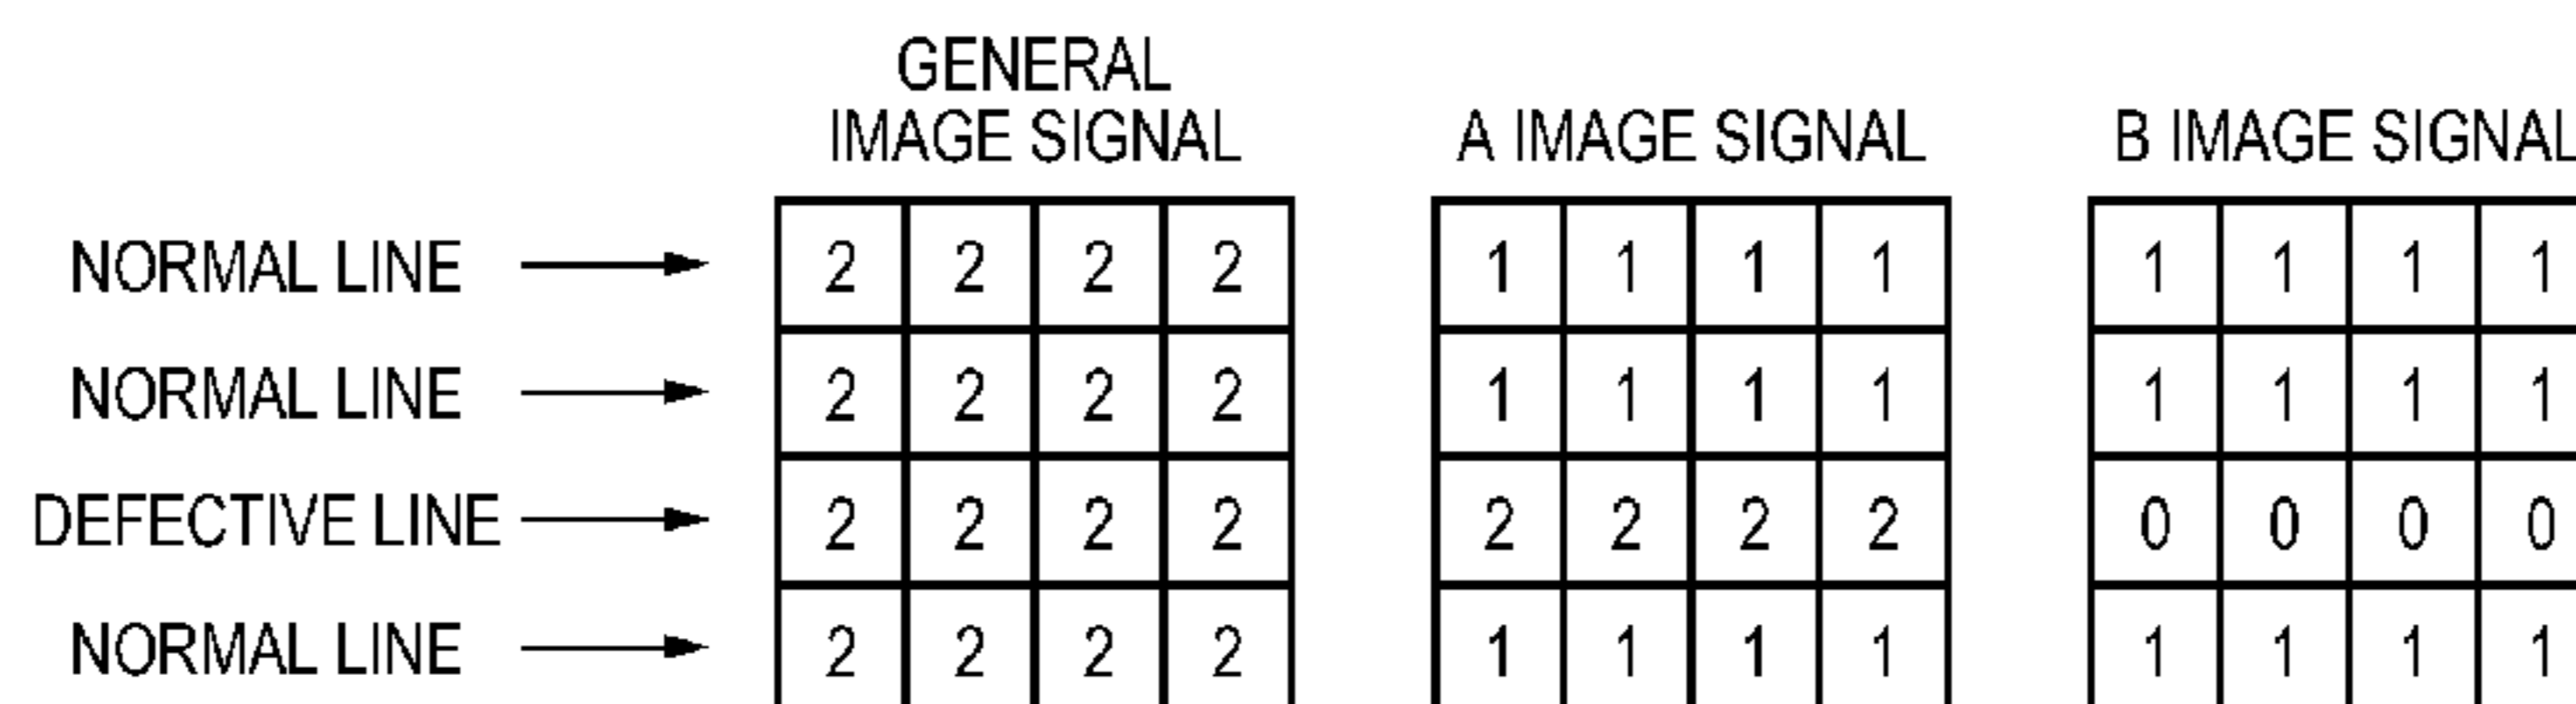 GENERAL
IMAGE SIGNAL A IMAGE SIGNAL B IMAGE SIGNAL
NORMAL LINE 2 2 2 2 1 1 1 1 1 1 1 1
NORMAL LINE 2 2 2 2 1 1 1 1 1 1 1 1
DEFECTIVE LINE 2 2 2 2 2 2 2 2 0 0 0 0
NORMAL LINE 2 2 2 2 1 1 1 1 1 1 1 1